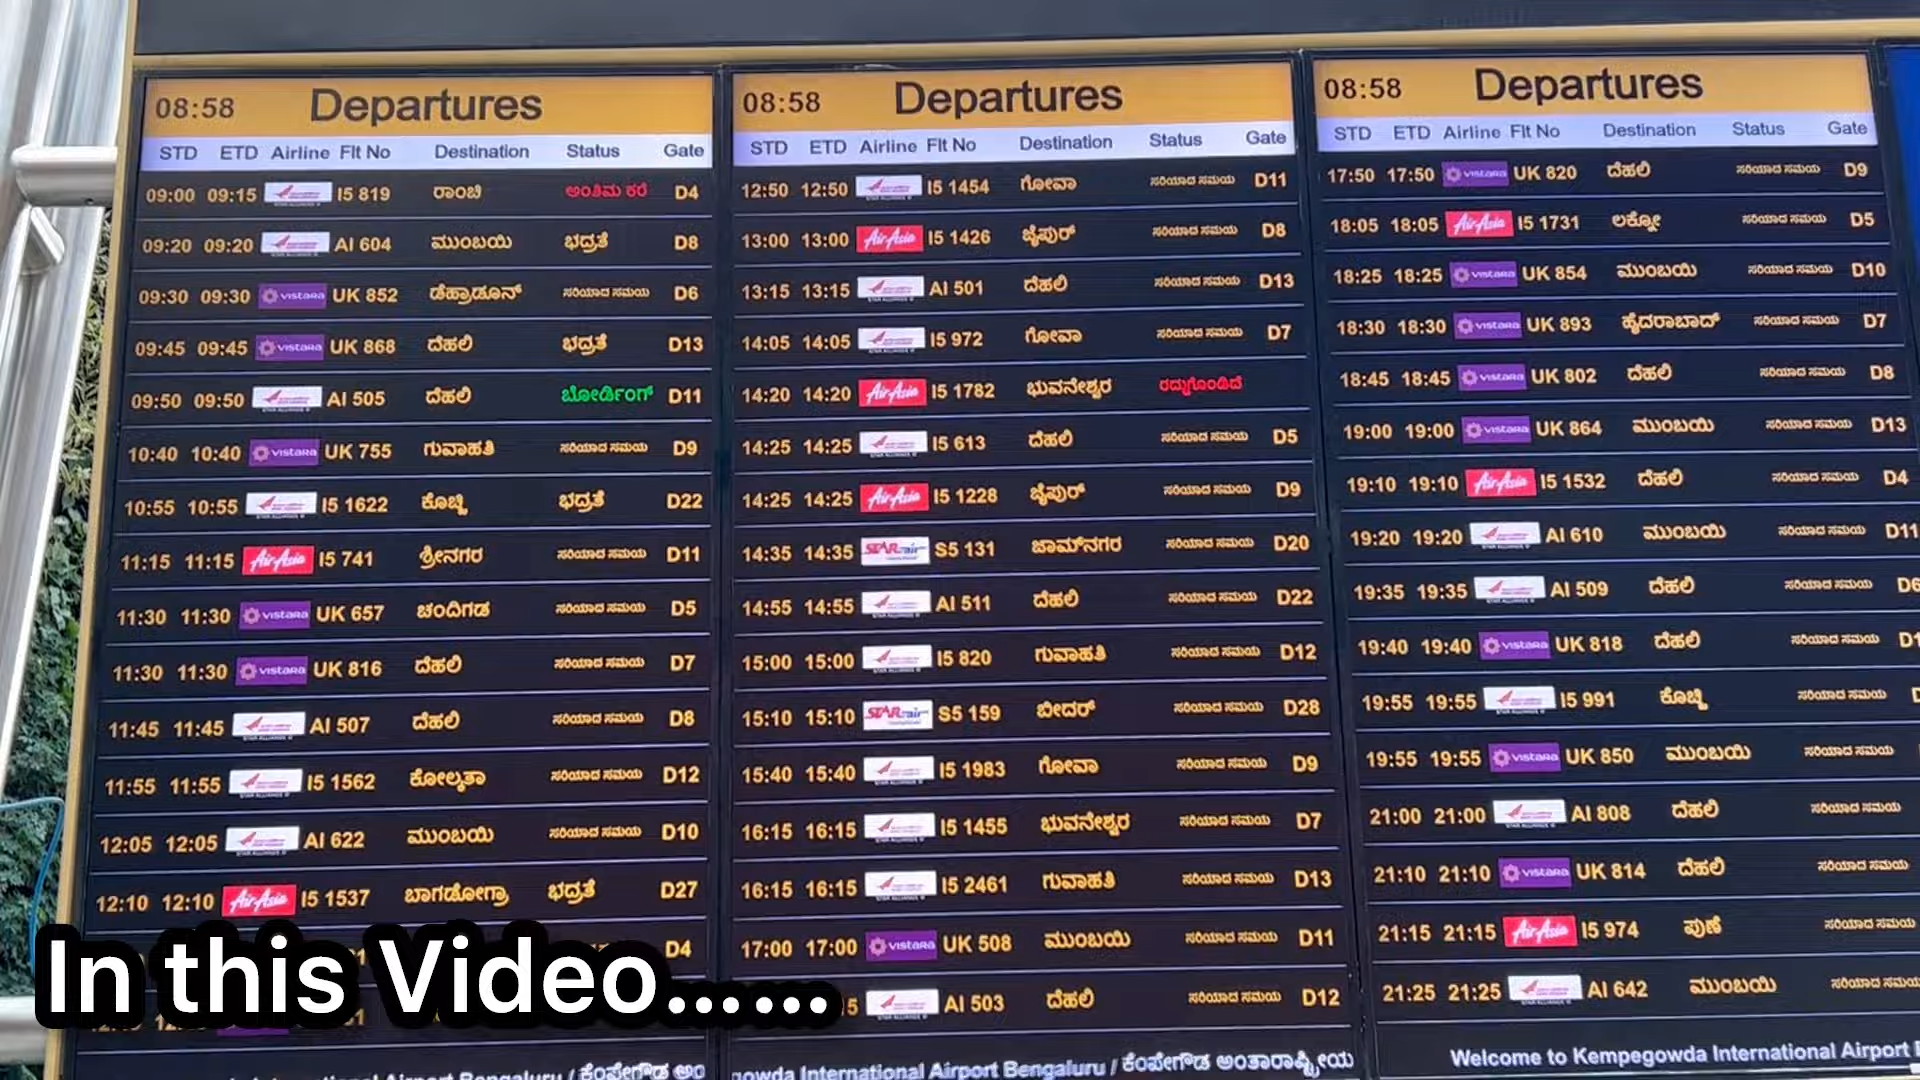 08:58 Departures
STD ETD Airline Flt No Destination Status Gate
09:00 09:15 I5 819 ರಾಂಚಿ ಅಂತಿಮ ಕರೆ D4
09:20 09:20 AI 604 ಮುಂಬಯಿ ಭದ್ರತೆ D8
09:30 09:30 vistara UK 852 ಡೆಹ್ರಾಡೂನ್ ಸರಿಯಾದ ಸಮಯ D6
09:45 09:45 vistara UK 868 ದೆಹಲಿ ಭದ್ರತೆ D13
09:50 09:50 AI 505 ದೆಹಲಿ ಬೋರ್ಡಿಂಗ್ D11
10:40 10:40 vistara UK 755 ಗುವಾಹತಿ ಸರಿಯಾದ ಸಮಯ D9
10:55 10:55 I5 1622 ಕೊಚ್ಚಿ ಭದ್ರತೆ D22
11:15 11:15 AirAsia I5 741 ಶ್ರೀನಗರ ಸರಿಯಾದ ಸಮಯ D11
11:30 11:30 vistara UK 657 ಚಂದಿಗಡ ಸರಿಯಾದ ಸಮಯ D5
11:30 11:30 vistara UK 816 ದೆಹಲಿ ಸರಿಯಾದ ಸಮಯ D7
11:45 11:45 AI 507 ದೆಹಲಿ ಸರಿಯಾದ ಸಮಯ D8
11:55 11:55 I5 1562 ಕೋಲ್ಕತಾ ಸರಿಯಾದ ಸಮಯ D12
12:05 12:05 AI 622 ಮುಂಬಯಿ ಸರಿಯಾದ ಸಮಯ D10
12:10 12:10 AirAsia I5 1537 ಬಾಗಡೋಗ್ರಾ ಭದ್ರತೆ D27
D4
In this Video......
International Airport Bengaluru / ಕೆಂಪೇಗೌಡ ಅಂ
08:58 Departures
STD ETD Airline Flt No Destination Status Gate
12:50 12:50 I5 1454 ಗೋವಾ ಸರಿಯಾದ ಸಮಯ D11
13:00 13:00 AirAsia I5 1426 ಜೈಪುರ್ ಸರಿಯಾದ ಸಮಯ D8
13:15 13:15 AI 501 ದೆಹಲಿ ಸರಿಯಾದ ಸಮಯ D13
14:05 14:05 I5 972 ಗೋವಾ ಸರಿಯಾದ ಸಮಯ D7
14:20 14:20 AirAsia I5 1782 ಭುವನೇಶ್ವರ ರದ್ದುಗೊಂಡಿದೆ
14:25 14:25 I5 613 ದೆಹಲಿ ಸರಿಯಾದ ಸಮಯ D5
14:25 14:25 AirAsia I5 1228 ಜೈಪುರ್ ಸರಿಯಾದ ಸಮಯ D9
14:35 14:35 STAR air S5 131 ಜಾಮ್‌ನಗರ ಸರಿಯಾದ ಸಮಯ D20
14:55 14:55 AI 511 ದೆಹಲಿ ಸರಿಯಾದ ಸಮಯ D22
15:00 15:00 I5 820 ಗುವಾಹತಿ ಸರಿಯಾದ ಸಮಯ D12
15:10 15:10 STAR air S5 159 ಬೀದರ್ ಸರಿಯಾದ ಸಮಯ D28
15:40 15:40 I5 1983 ಗೋವಾ ಸರಿಯಾದ ಸಮಯ D9
16:15 16:15 I5 1455 ಭುವನೇಶ್ವರ ಸರಿಯಾದ ಸಮಯ D7
16:15 16:15 I5 2461 ಗುವಾಹತಿ ಸರಿಯಾದ ಸಮಯ D13
17:00 17:00 vistara UK 508 ಮುಂಬಯಿ ಸರಿಯಾದ ಸಮಯ D11
AI 503 ದೆಹಲಿ ಸರಿಯಾದ ಸಮಯ D12
gowda International Airport Bengaluru / ಕೆಂಪೇಗೌಡ ಅಂತಾರಾಷ್ಟ್ರೀಯ
08:58 Departures
STD ETD Airline Flt No Destination Status Gate
17:50 17:50 vistara UK 820 ದೆಹಲಿ ಸರಿಯಾದ ಸಮಯ D9
18:05 18:05 AirAsia I5 1731 ಲಕ್ನೋ ಸರಿಯಾದ ಸಮಯ D5
18:25 18:25 vistara UK 854 ಮುಂಬಯಿ ಸರಿಯಾದ ಸಮಯ D10
18:30 18:30 vistara UK 893 ಹೈದರಾಬಾದ್ ಸರಿಯಾದ ಸಮಯ D7
18:45 18:45 vistara UK 802 ದೆಹಲಿ ಸರಿಯಾದ ಸಮಯ D8
19:00 19:00 vistara UK 864 ಮುಂಬಯಿ ಸರಿಯಾದ ಸಮಯ D13
19:10 19:10 AirAsia I5 1532 ದೆಹಲಿ ಸರಿಯಾದ ಸಮಯ D4
19:20 19:20 AI 610 ಮುಂಬಯಿ ಸರಿಯಾದ ಸಮಯ D11
19:35 19:35 AI 509 ದೆಹಲಿ ಸರಿಯಾದ ಸಮಯ D6
19:40 19:40 vistara UK 818 ದೆಹಲಿ ಸರಿಯಾದ ಸಮಯ
19:55 19:55 I5 991 ಕೊಚ್ಚಿ ಸರಿಯಾದ ಸಮಯ
19:55 19:55 vistara UK 850 ಮುಂಬಯಿ ಸರಿಯಾದ ಸಮಯ
21:00 21:00 AI 808 ದೆಹಲಿ ಸರಿಯಾದ ಸಮಯ
21:10 21:10 vistara UK 814 ದೆಹಲಿ ಸರಿಯಾದ ಸಮಯ
21:15 21:15 AirAsia I5 974 ಪುಣೆ ಸರಿಯಾದ ಸಮಯ
21:25 21:25 AI 642 ಮುಂಬಯಿ ಸರಿಯಾದ ಸಮಯ
Welcome to Kempegowda International Airport